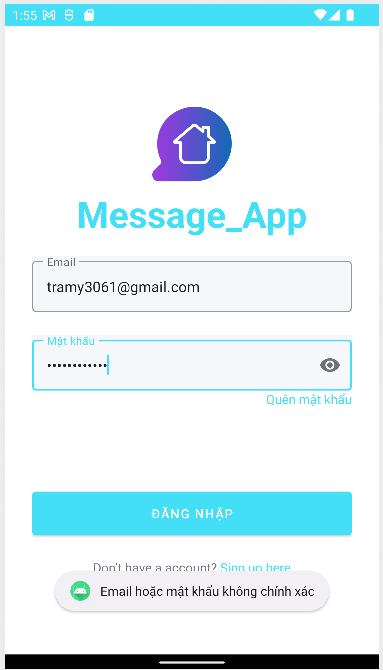 1:55
Message_App
Email
tramy3061@gmail.com
Mật khẩu
••••••••••••
Quên mật khẩu
ĐĂNG NHẬP
Don't have a account? Sign up here
Email hoặc mật khẩu không chính xác